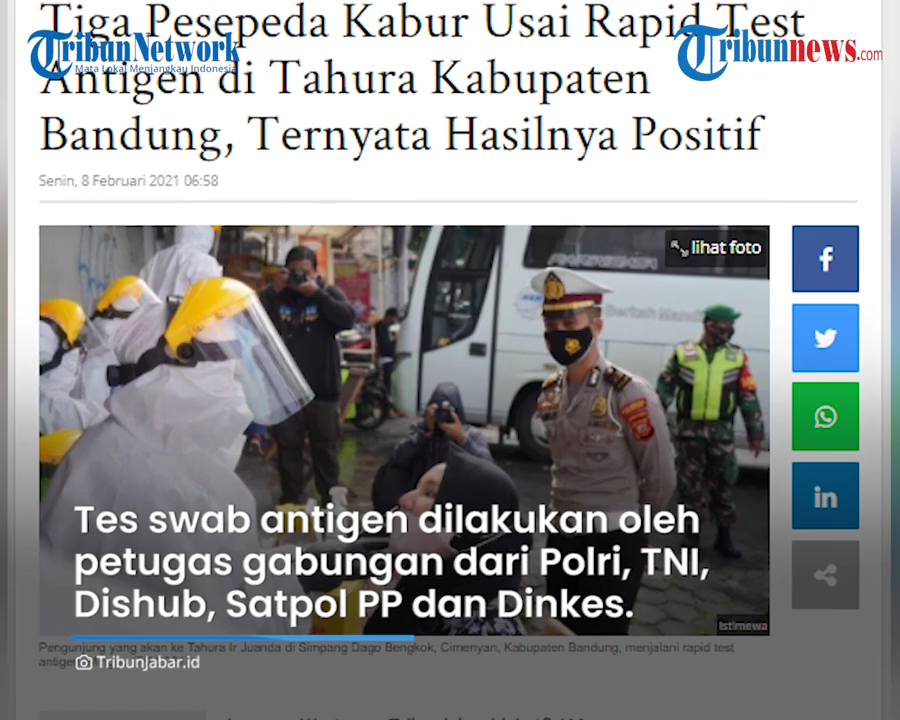 Tiga Pesepeda Kabur Usai Rapid Test
Tribun Network
Mata Lokal Menjangkau Indonesia
Tribunnews.com
Antigen di Tahura Kabupaten
Bandung, Ternyata Hasilnya Positif
Senin, 8 Februari 2021 06:58
lihat foto
Tes swab antigen dilakukan oleh
petugas gabungan dari Polri, TNI,
Dishub, Satpol PP dan Dinkes.
Istimewa
Pengunjung yang akan ke Tahura Ir Juanda di Simpang Dago Bengkok, Cimenyan, Kabupaten Bandung, menjalani rapid test
TribunJabar.id